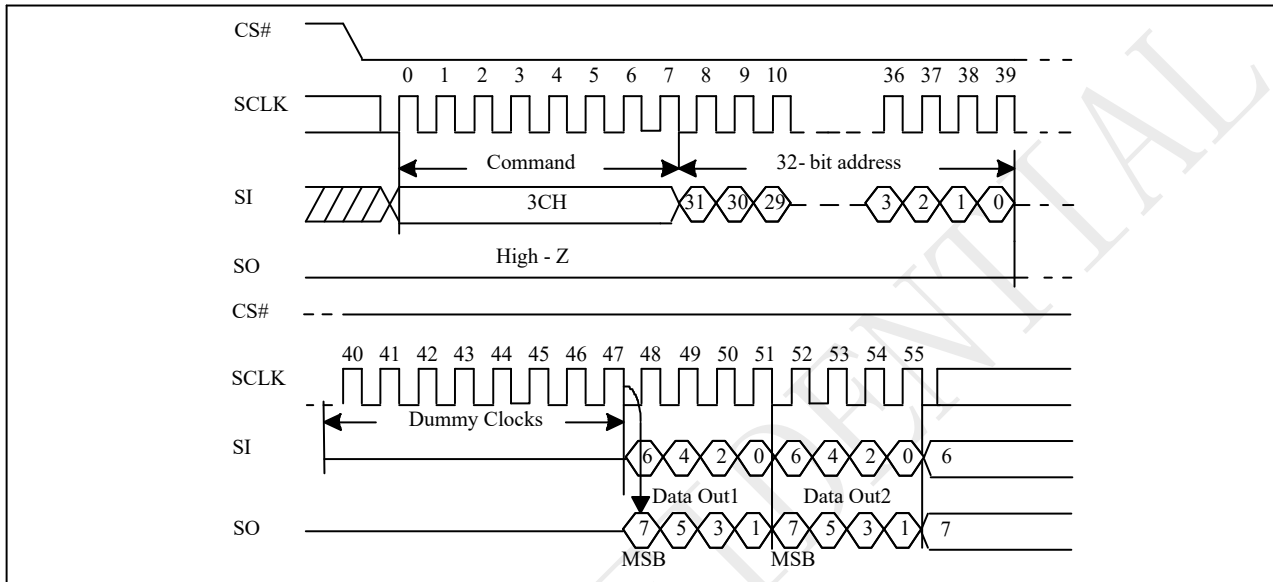 CS#
0 1 2 3 4 5 6 7 8 9 10 36 37 38 39
SCLK
Command 32- bit address
SI 3CH 31 30 29 3 2 1 0
High - Z
SO
CS#
40 41 42 43 44 45 46 47 48 49 50 51 52 53 54 55
SCLK
Dummy Clocks
SI 6 4 2 0 6 4 2 0 6
Data Out1 Data Out2
SO 7 5 3 1 7 5 3 1 7
MSB MSB
IDENTIAL